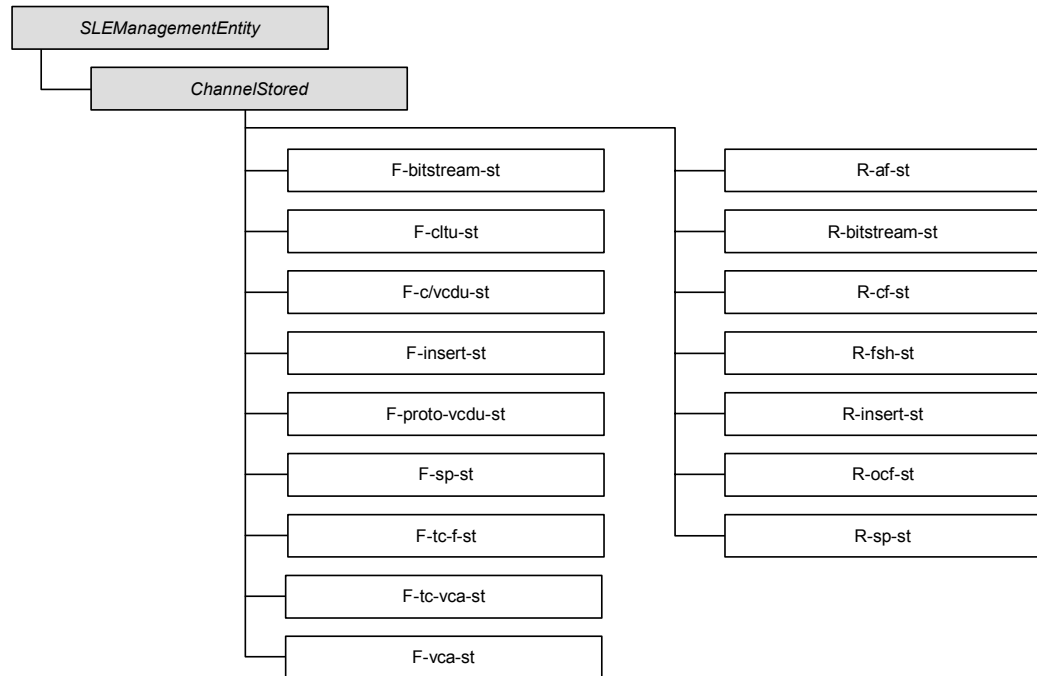 SLEManagementEntity
ChannelStored
F-bitstream-st
F-cltu-st
F-c/vcdu-st
F-insert-st
F-proto-vcdu-st
F-sp-st
F-tc-f-st
F-tc-vca-st
F-vca-st
R-af-st
R-bitstream-st
R-cf-st
R-fsh-st
R-insert-st
R-ocf-st
R-sp-st